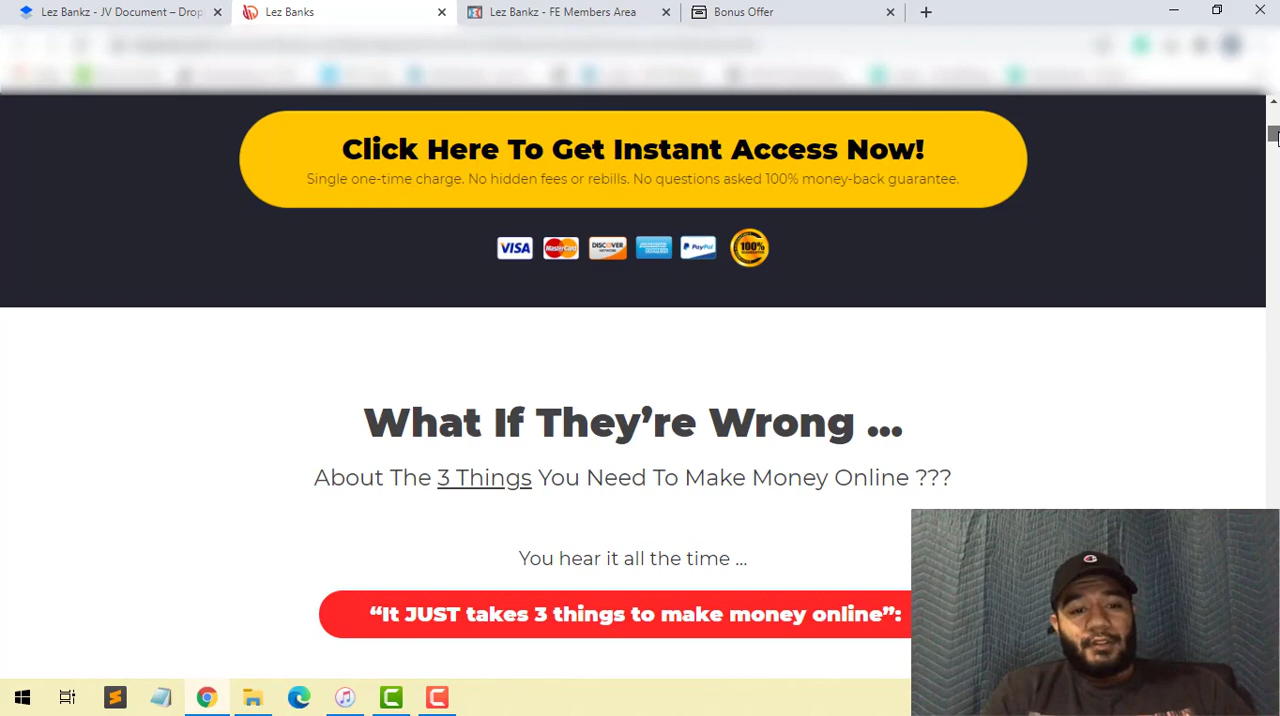 Lez Bankz - JV Document – Drop
Lez Banks
Lez Bankz - FE Members Area
Bonus Offer
Click Here To Get Instant Access Now!
Single one-time charge. No hidden fees or rebills. No questions asked 100% money-back guarantee.
VISA
MasterCard
DISCOVER
NETWORK
PayPal
100%
What If They’re Wrong ...
About The 3 Things You Need To Make Money Online ???
You hear it all the time ...
“It JUST takes 3 things to make money online”: